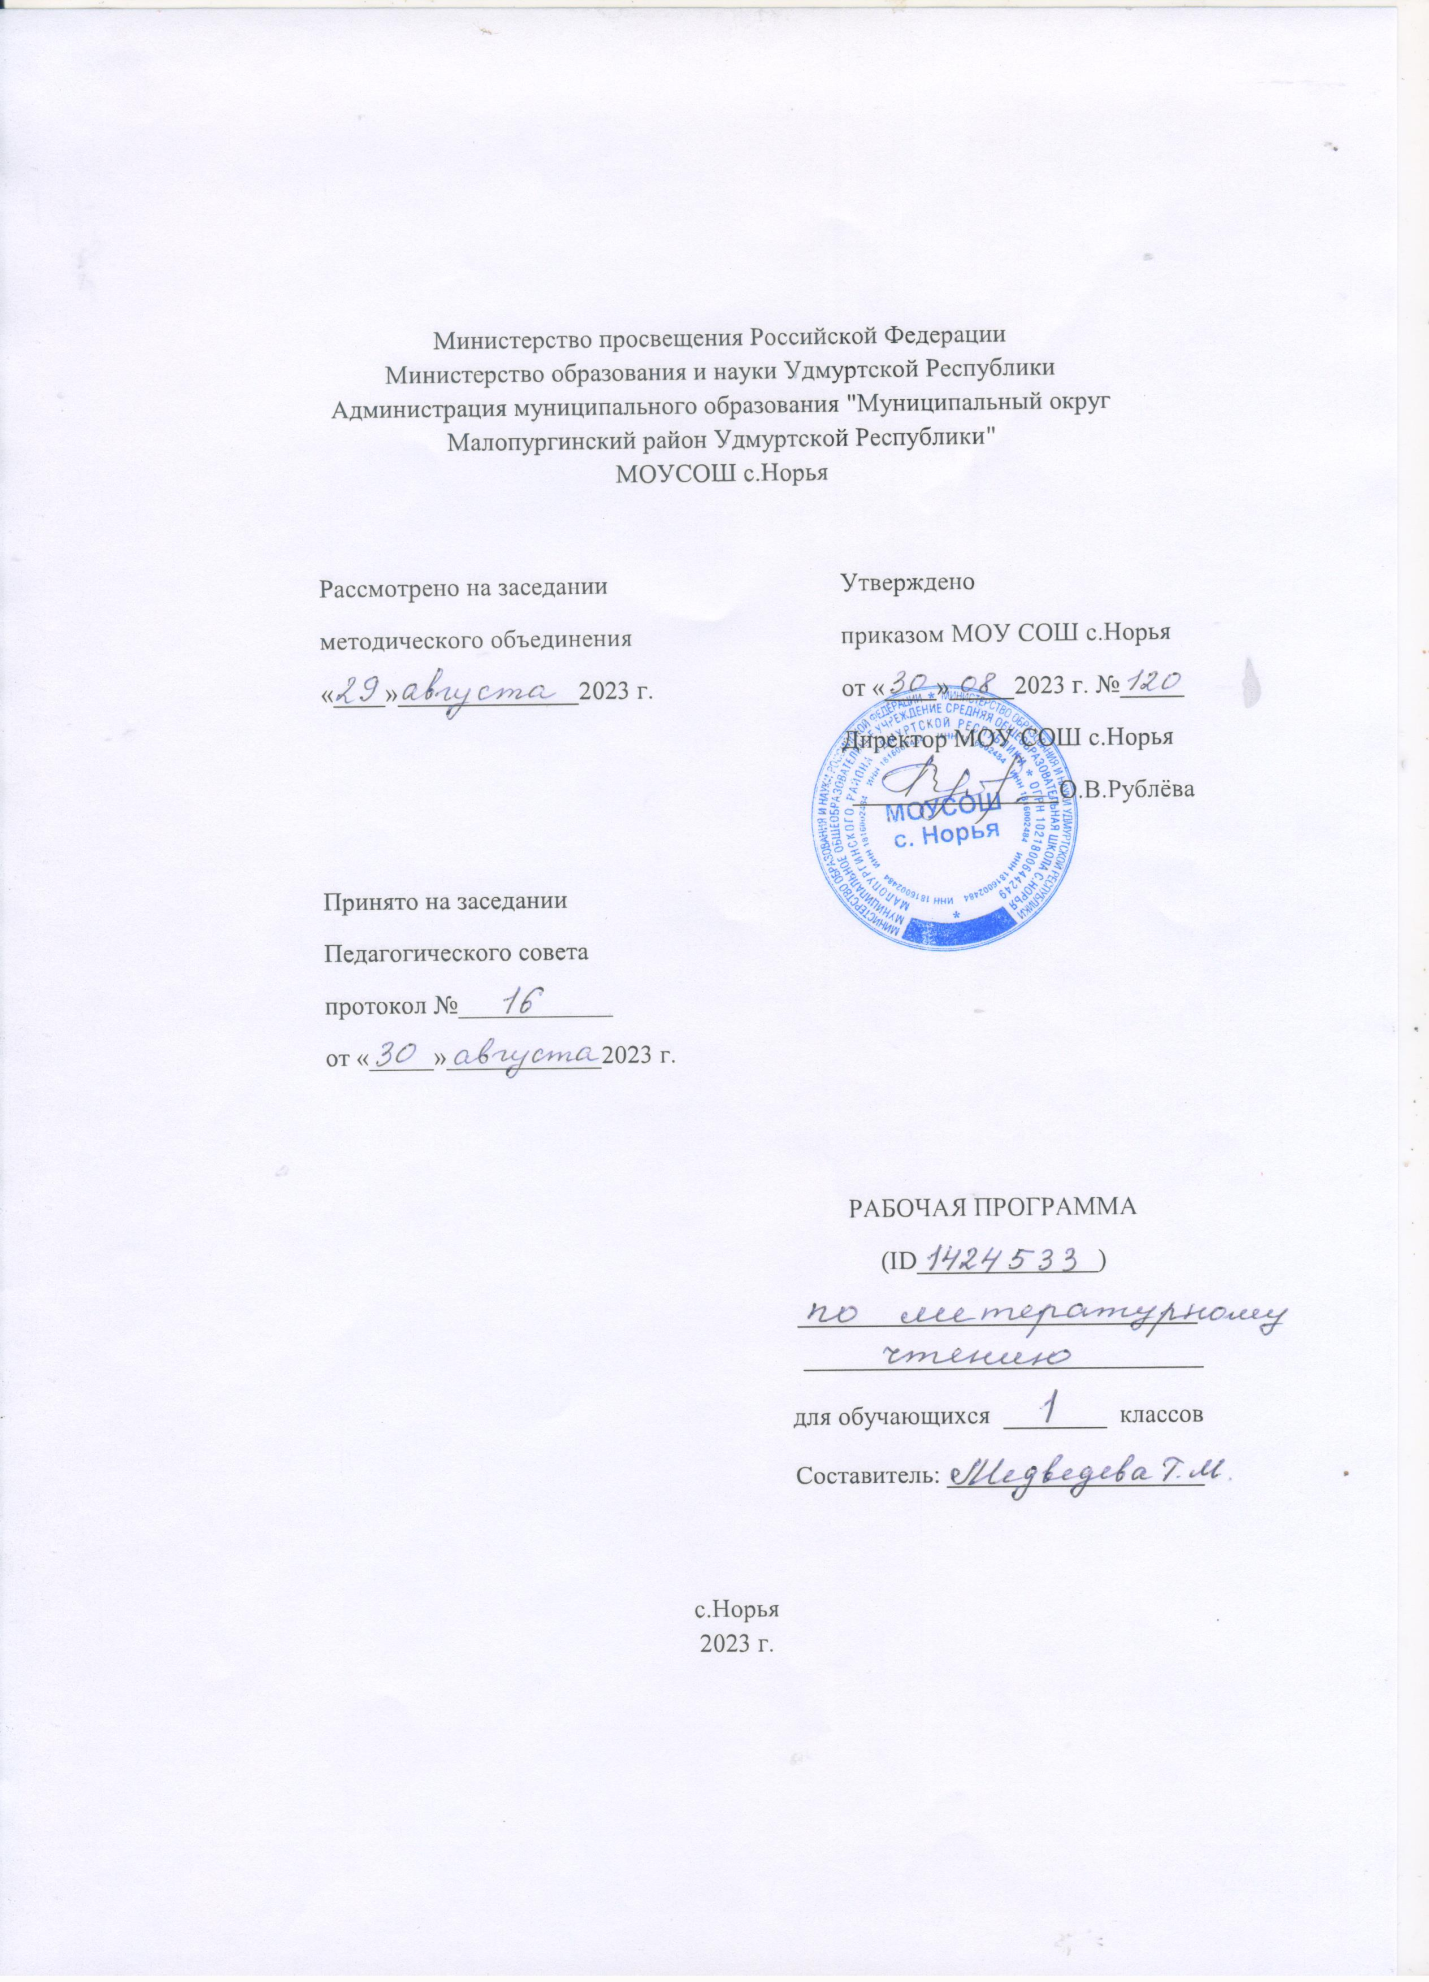 Министерство просвещения Российской Федерации
Министерство образования и науки Удмуртской Республики
Администрация муниципального образования "Муниципальный округ
Малопургинский район Удмуртской Республики"
МОУСОШ с.Норья
Рассмотрено на заседании
методического объединения
«29» августа 2023 г.
Утверждено
приказом МОУ СОШ с.Норья
от «30» 08 2023 г. №120
Директор МОУ СОШ с.Норья
О.В.Рублёва
МОУСОШ
с. Норья
Принято на заседании
Педагогического совета
протокол № 16
от «30» августа 2023 г.
РАБОЧАЯ ПРОГРАММА
(ID 1424533)
по литературному
чтению
для обучающихся 1 классов
Составитель: Медведева Т.М.
с.Норья
2023 г.